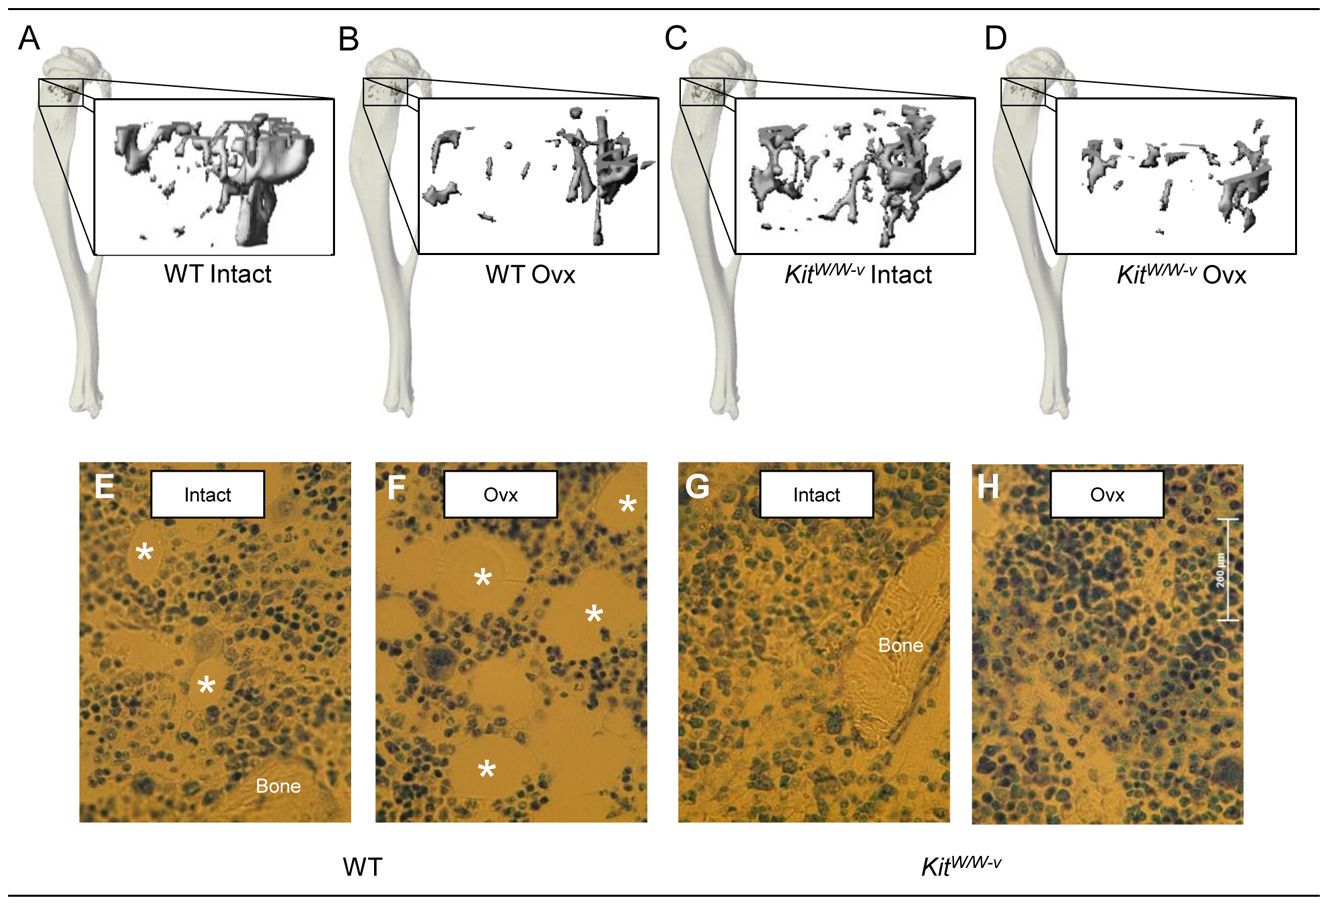 A
B
C
D
WT Intact
WT Ovx
Kit^W/W-v Intact
Kit^W/W-v Ovx
E
Intact
*
*
Bone
F
Ovx
*
*
*
*
G
Intact
Bone
H
Ovx
200 µm
WT
Kit^W/W-v